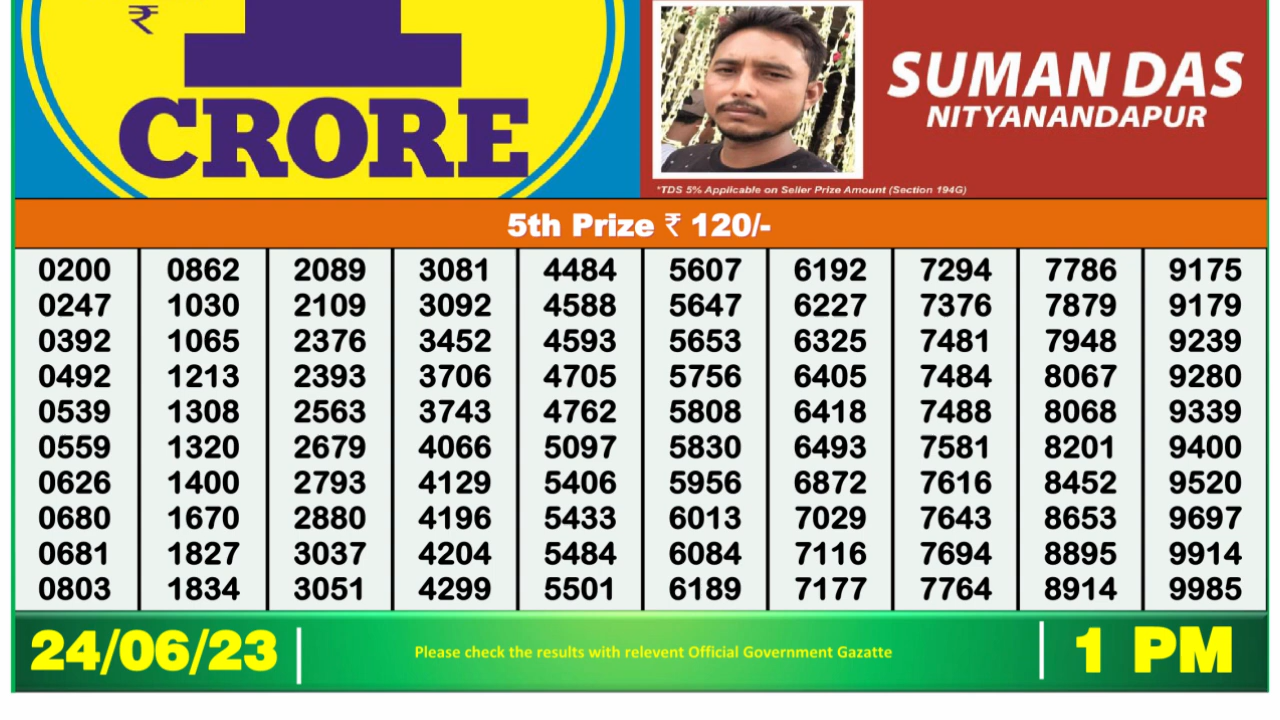 ₹
CRORE
SUMAN DAS
NITYANANDAPUR
*TDS 5% Applicable on Seller Prize Amount (Section 194G)
5th Prize ₹ 120/-
0200 0862 2089 3081 4484 5607 6192 7294 7786 9175
0247 1030 2109 3092 4588 5647 6227 7376 7879 9179
0392 1065 2376 3452 4593 5653 6325 7481 7948 9239
0492 1213 2393 3706 4705 5756 6405 7484 8067 9280
0539 1308 2563 3743 4762 5808 6418 7488 8068 9339
0559 1320 2679 4066 5097 5830 6493 7581 8201 9400
0626 1400 2793 4129 5406 5956 6872 7616 8452 9520
0680 1670 2880 4196 5433 6013 7029 7643 8653 9697
0681 1827 3037 4204 5484 6084 7116 7694 8895 9914
0803 1834 3051 4299 5501 6189 7177 7764 8914 9985
24/06/23
Please check the results with relevent Official Government Gazatte
1 PM